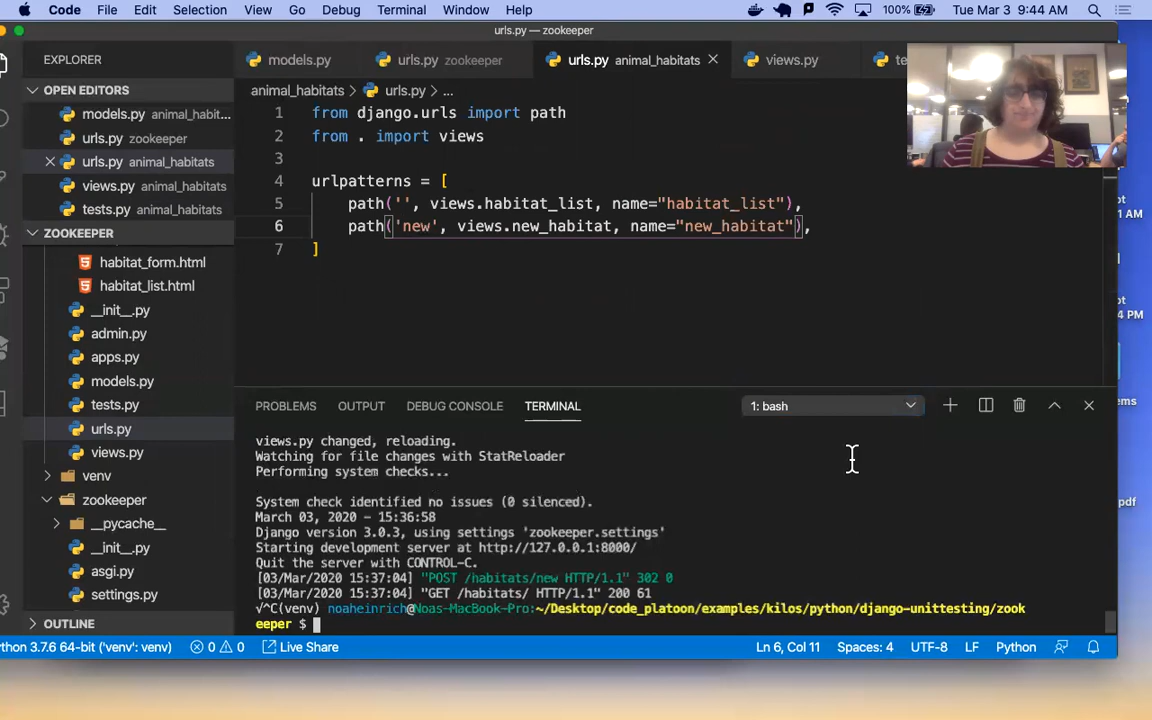 Code File Edit Selection View Go Debug Terminal Window Help 100% Tue Mar 3 9:44 AM
urls.py — zookeeper
EXPLORER
models.py
urls.py zookeeper
urls.py animal_habitats
views.py
OPEN EDITORS
animal_habitats > urls.py > ...
models.py animal_habit...
urls.py zookeeper
urls.py animal_habitats
views.py animal_habitats
tests.py animal_habitats
ZOOKEEPER
habitat_form.html
habitat_list.html
__init__.py
admin.py
apps.py
models.py
tests.py
urls.py
views.py
venv
zookeeper
__pycache__
__init__.py
asgi.py
settings.py
OUTLINE
1 from django.urls import path
2 from . import views
3
4 urlpatterns = [
5 path('', views.habitat_list, name="habitat_list"),
6 path('new', views.new_habitat, name="new_habitat"),
7 ]
PROBLEMS OUTPUT DEBUG CONSOLE TERMINAL 1: bash
views.py changed, reloading.
Watching for file changes with StatReloader
Performing system checks...
System check identified no issues (0 silenced).
March 03, 2020 - 15:36:58
Django version 3.0.3, using settings 'zookeeper.settings'
Starting development server at http://127.0.0.1:8000/
Quit the server with CONTROL-C.
[03/Mar/2020 15:37:04] "POST /habitats/new HTTP/1.1" 302 0
[03/Mar/2020 15:37:04] "GET /habitats/ HTTP/1.1" 200 61
√^C(venv) noaheinrich@Noas-MacBook-Pro:~/Desktop/code_platoon/examples/kilos/python/django-unittesting/zook
eeper $
1 AM
4 PM
pdf
thon 3.7.6 64-bit ('venv': venv) 0 0 Live Share Ln 6, Col 11 Spaces: 4 UTF-8 LF Python